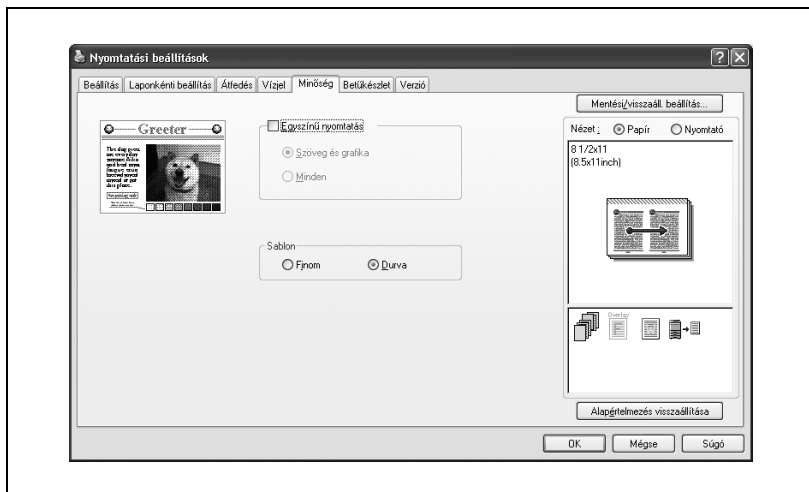 Nyomtatási beállítások
Beállítás Laponkénti beállítás Átfedés Vízjel Minőség Betűkészlet Verzió
Greeter
Egyszínű nyomtatás
Szöveg és grafika
Minden
Sablon
Finom Durva
Mentési/visszaáll. beállítás...
Nézet : Papír Nyomtató
8 1/2x11
(8.5x11inch)
Overlay
Alapértelmezés visszaállítása
OK Mégse Súgó